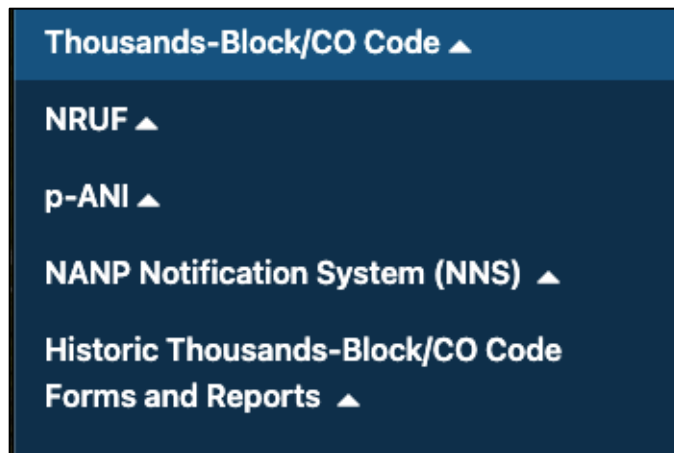 Thousands-Block/CO Code
NRUF
p-ANI
NANP Notification System (NNS)
Historic Thousands-Block/CO Code
Forms and Reports